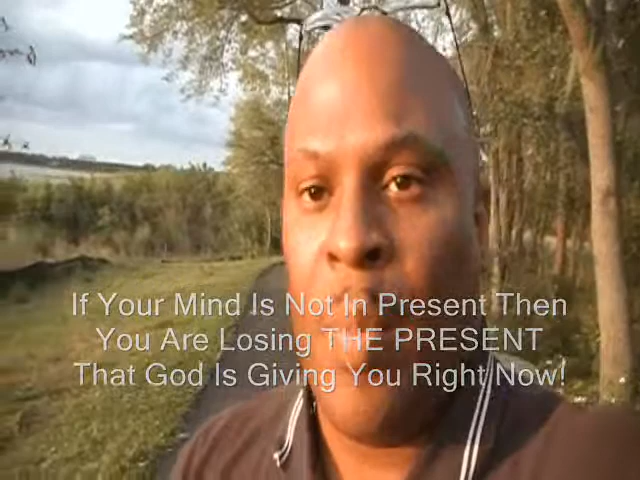 If Your Mind Is Not In Present Then
You Are Losing THE PRESENT
That God Is Giving You Right Now!